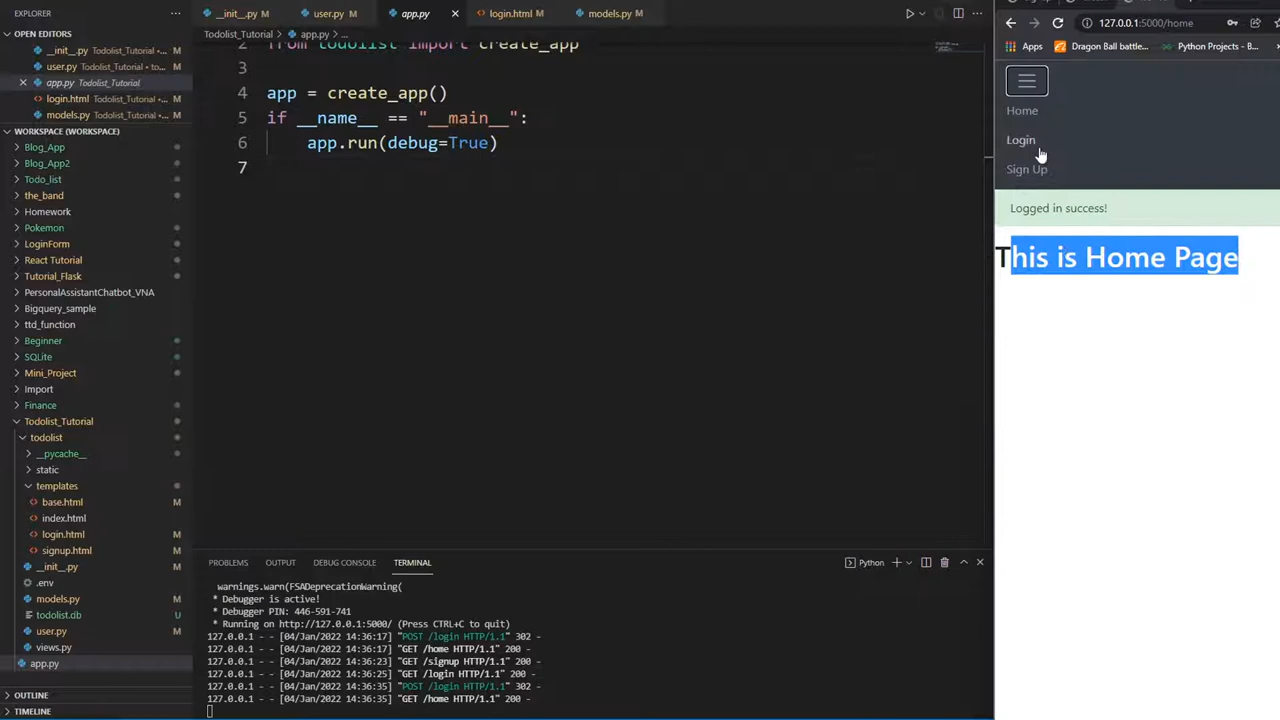 EXPLORER
OPEN EDITORS
__init__.py Todolist_Tutorial
user.py Todolist_Tutorial • to...
app.py Todolist_Tutorial
login.html Todolist_Tutorial • ...
models.py Todolist_Tutorial...
WORKSPACE (WORKSPACE)
Blog_App
Blog_App2
Todo_list
the_band
Homework
Pokemon
LoginForm
React Tutorial
Tutorial_Flask
PersonalAssistantChatbot_VNA
Bigquery_sample
ttd_function
Beginner
SQLite
Mini_Project
Import
Finance
Todolist_Tutorial
todolist
__pycache__
static
templates
base.html M
index.html
login.html M
signup.html M
__init__.py M
.env
models.py M
todolist.db U
user.py M
views.py M
app.py
OUTLINE
TIMELINE
__init__.py M
user.py M
app.py
login.html M
models.py M
Todolist_Tutorial > app.py > ...
2 from todolist import create_app
3
4 app = create_app()
5 if __name__ == "__main__":
6 app.run(debug=True)
7
PROBLEMS OUTPUT DEBUG CONSOLE TERMINAL
Python
warnings.warn(FSADeprecationWarning(
* Debugger is active!
* Debugger PIN: 446-591-741
* Running on http://127.0.0.1:5000/ (Press CTRL+C to quit)
127.0.0.1 - - [04/Jan/2022 14:36:17] "POST /login HTTP/1.1" 302 -
127.0.0.1 - - [04/Jan/2022 14:36:17] "GET /home HTTP/1.1" 200 -
127.0.0.1 - - [04/Jan/2022 14:36:23] "GET /signup HTTP/1.1" 200 -
127.0.0.1 - - [04/Jan/2022 14:36:25] "GET /login HTTP/1.1" 200 -
127.0.0.1 - - [04/Jan/2022 14:36:35] "POST /login HTTP/1.1" 302 -
127.0.0.1 - - [04/Jan/2022 14:36:35] "GET /home HTTP/1.1" 200 -
127.0.0.1:5000/home
Apps Dragon Ball battle... Python Projects - B...
Home
Login
Sign Up
Logged in success!
This is Home Page